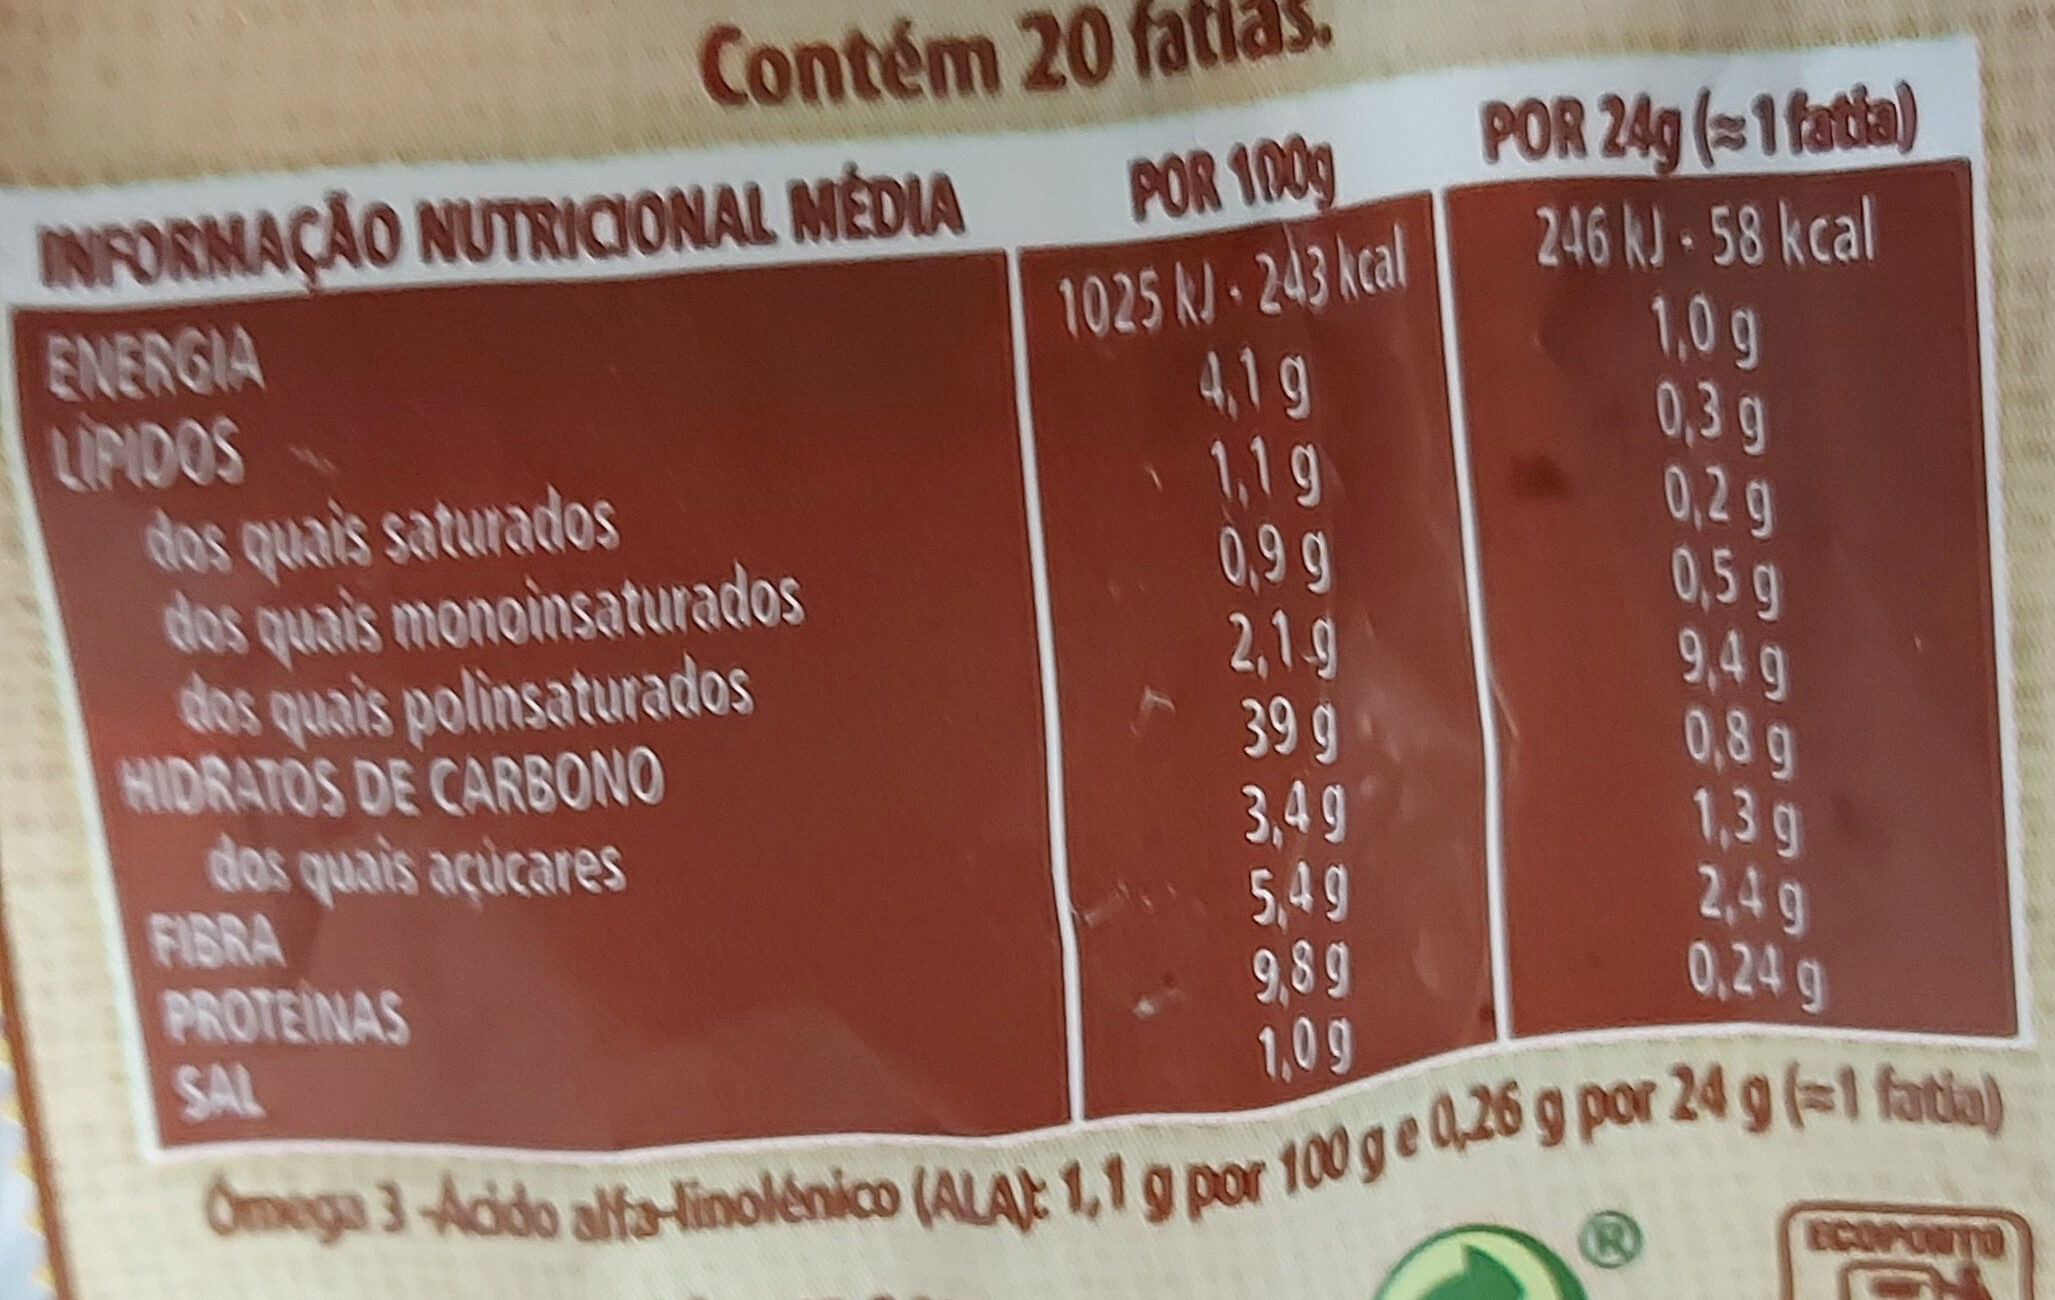 Contém 20 fatias.
INFORMAÇÃO NUTRICIONAL MÉDIA POR 100g POR 24g (≈1 fatia)
ENERGIA 1025 kJ - 243 kcal 246 kJ - 58 kcal
LÍPIDOS 4,1 g 1,0 g
dos quais saturados 1,1 g 0,3 g
dos quais monoinsaturados 0,9 g 0,2 g
dos quais polinsaturados 2,1 g 0,5 g
HIDRATOS DE CARBONO 39 g 9,4 g
dos quais açúcares 3,4 g 0,8 g
FIBRA 5,4 g 1,3 g
PROTEÍNAS 9,8 g 2,4 g
SAL 1,0 g 0,24 g
Ómega 3 -Ácido alfa-linolénico (ALA): 1,1 g por 100 g e 0,26 g por 24 g (≈1 fatia)
®
ECOPONTO